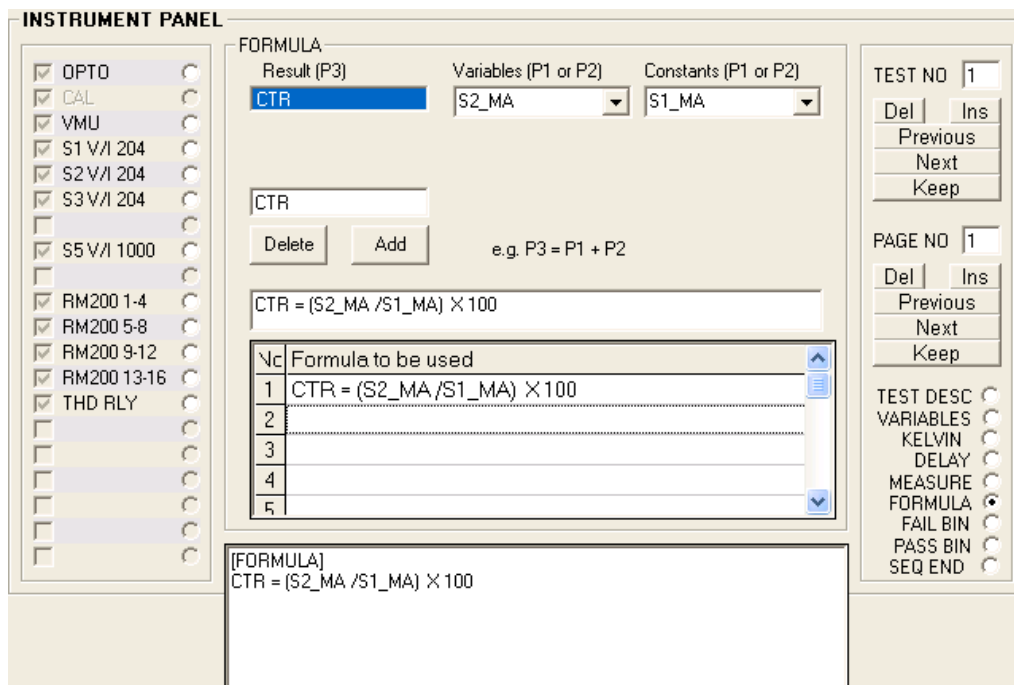 INSTRUMENT PANEL
OPTO
CAL
VMU
S1 V/I 204
S2 V/I 204
S3 V/I 204
S5 V/I 1000
RM200 1-4
RM200 5-8
RM200 9-12
RM200 13-16
THD RLY
FORMULA
Result (P3) Variables (P1 or P2) Constants (P1 or P2)
CTR S2_MA S1_MA
CTR
Delete Add e.g. P3 = P1 + P2
CTR = (S2_MA /S1_MA) X 100
Formula to be used
1 CTR = (S2_MA /S1_MA) X 100
2
3
4
5
[FORMULA]
CTR = (S2_MA /S1_MA) X 100
TEST NO 1
Del Ins
Previous
Next
Keep
PAGE NO 1
Del Ins
Previous
Next
Keep
TEST DESC
VARIABLES
KELVIN
DELAY
MEASURE
FORMULA
FAIL BIN
PASS BIN
SEQ END